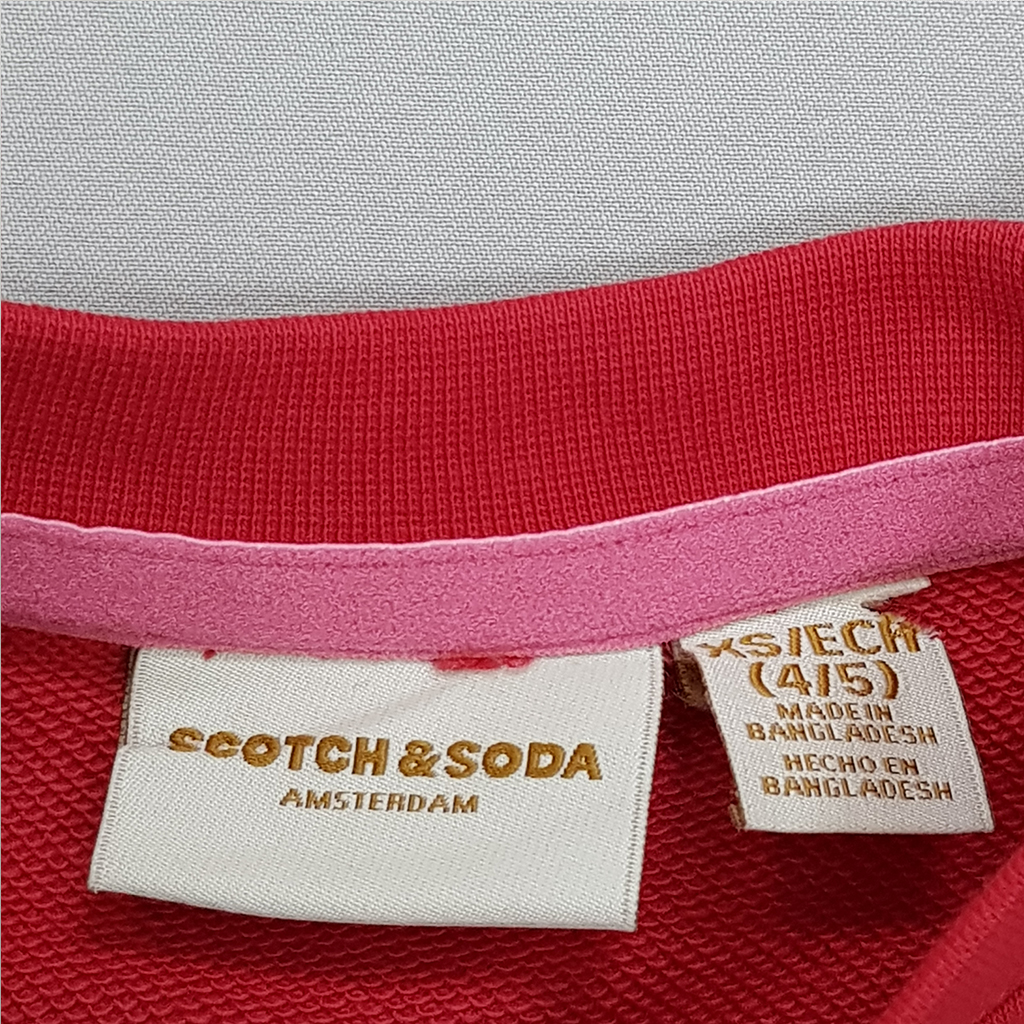 SCOTCH & SODA
AMSTERDAM
XS/ECH
(4/5)
MADE IN
BANGLADESH
HECHO EN
BANGLADESH